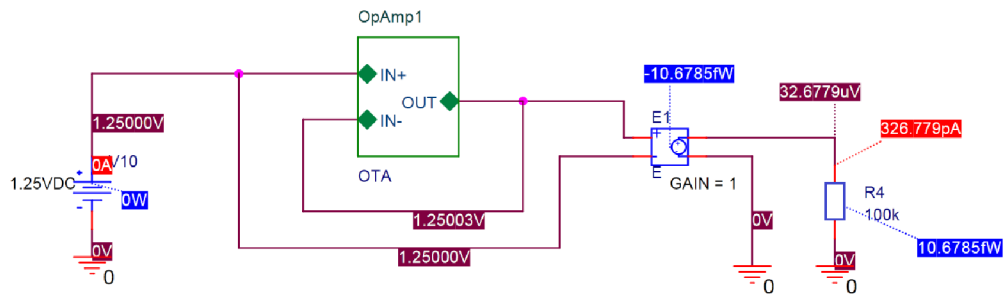 OpAmp1
IN+
OUT
IN-
OTA
1.25000V
0A
V10
1.25VDC
+
-
0W
0V
0
1.25003V
1.25000V
-10.6785fW
E1
+
-
E
GAIN = 1
0V
0
32.6779uV
326.779pA
R4
100k
10.6785fW
0V
0